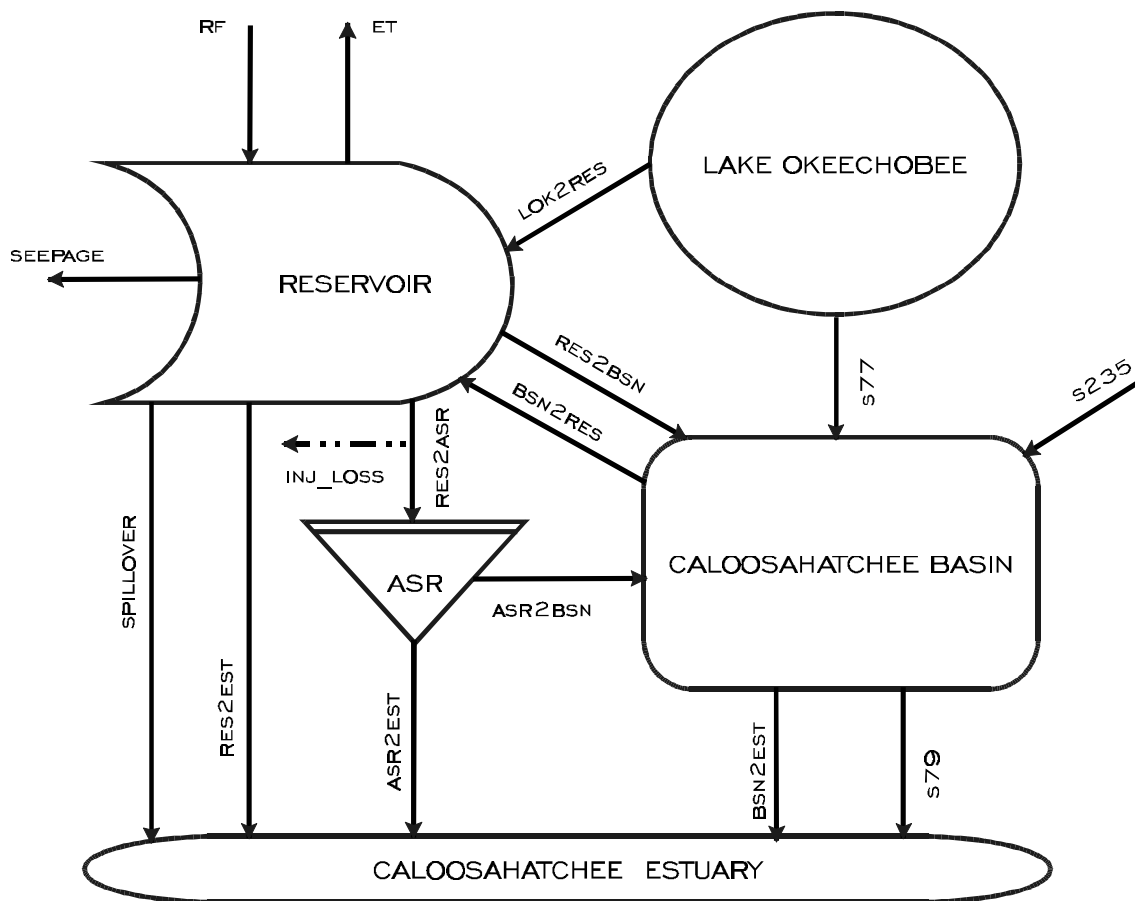 RF
ET
LAKE OKEECHOBEE
LOK2RES
SEEPAGE
RESERVOIR
RES2BSN
S77
S235
BSN2RES
RES2ASR
INJ_LOSS
SPILLOVER
CALOOSAHATCHEE BASIN
ASR
ASR2BSN
RES2EST
ASR2EST
BSN2EST
S79
CALOOSAHATCHEE ESTUARY